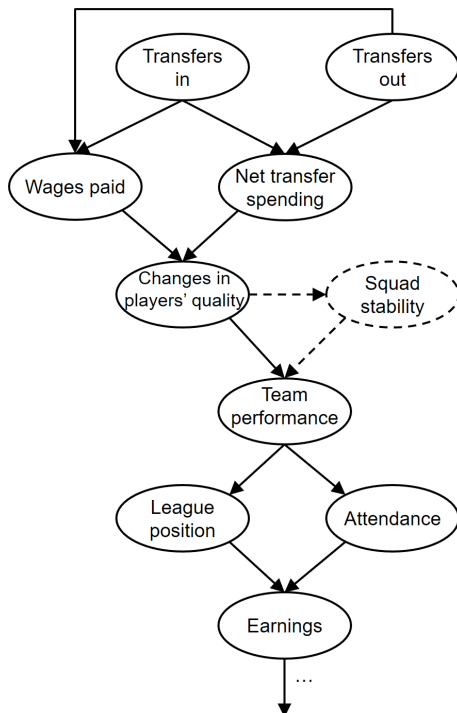 Transfers
in
Transfers
out
Wages paid
Net transfer
spending
Changes in
players’ quality
Squad
stability
Team
performance
League
position
Attendance
Earnings
...